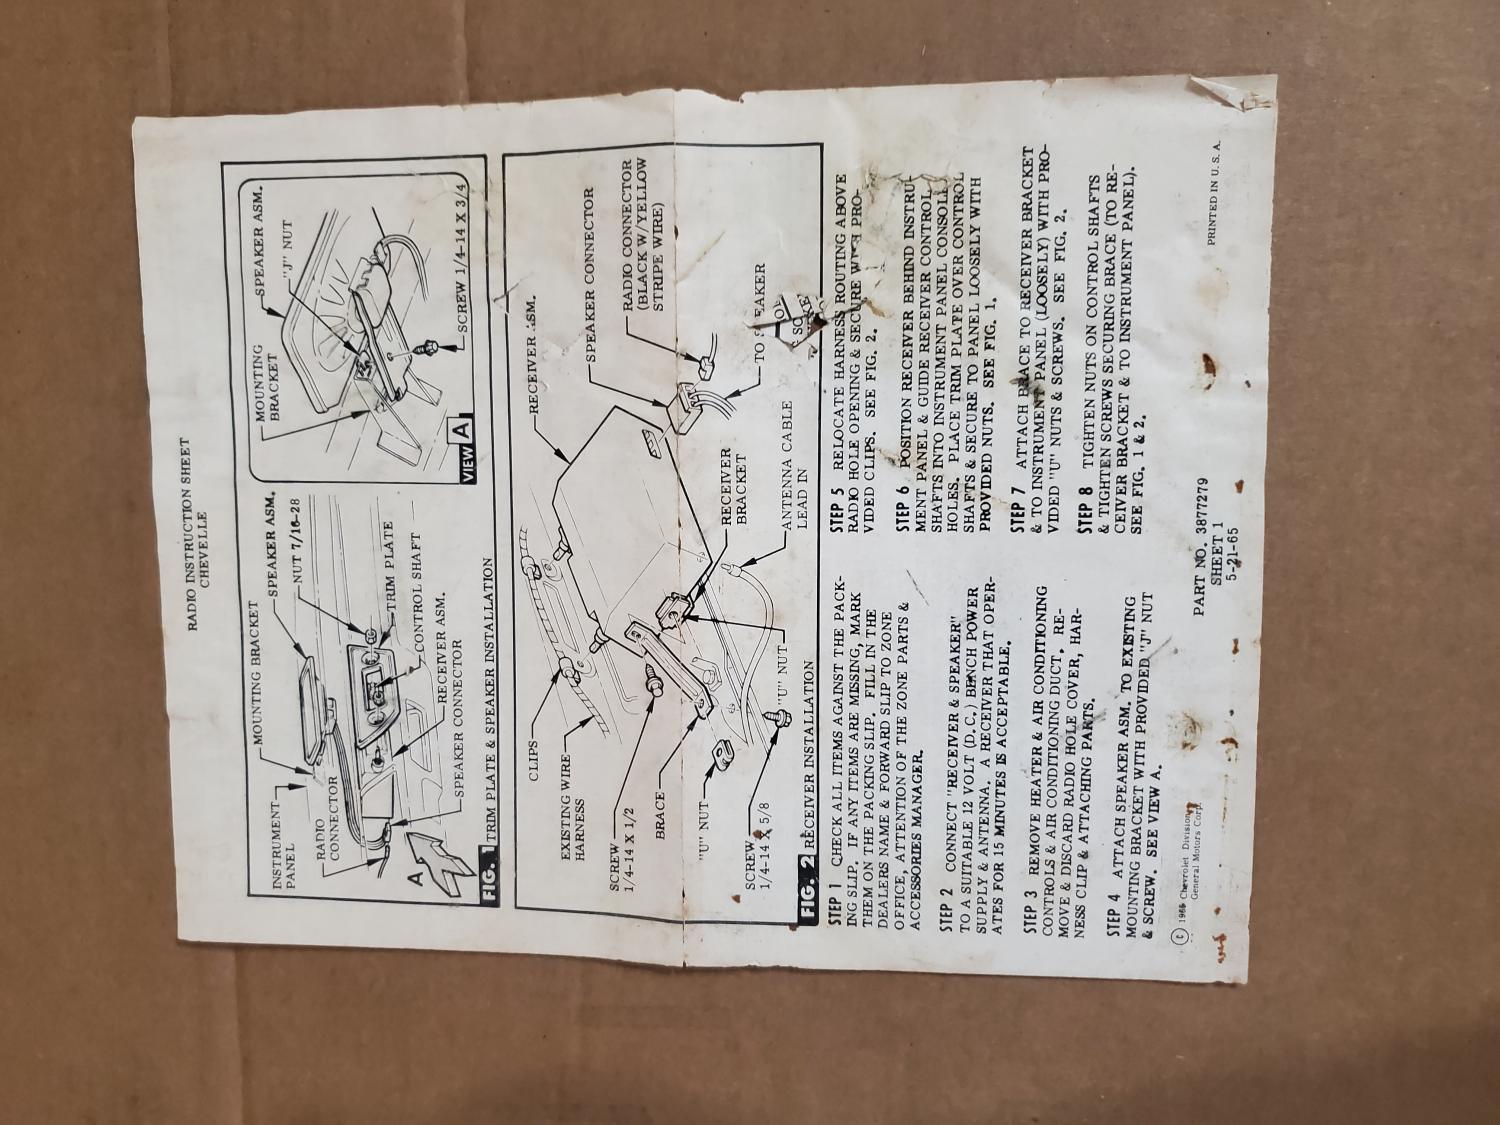 RADIO INSTRUCTION SHEET
CHEVELLE
INSTRUMENT
PANEL
MOUNTING BRACKET
SPEAKER ASM.
NUT 7/16-28
RADIO
CONNECTOR
TRIM PLATE
CONTROL SHAFT
RECEIVER ASM.
SPEAKER CONNECTOR
A
MOUNTING
BRACKET
SPEAKER ASM.
"J" NUT
SCREW 1/4-14 X 3/4
VIEW A
FIG. 1 TRIM PLATE & SPEAKER INSTALLATION
CLIPS
EXISTING WIRE
HARNESS
SCREW
1/4-14 X 1/2
BRACE
"U" NUT
SCREW
1/4-14 X 5/8
RECEIVER ASM.
SPEAKER CONNECTOR
RADIO CONNECTOR
(BLACK W/YELLOW
STRIPE WIRE)
TO SPEAKER
RECEIVER
BRACKET
ANTENNA CABLE
LEAD IN
"U" NUT
FIG. 2 RECEIVER INSTALLATION
STEP 1 CHECK ALL ITEMS AGAINST THE PACK-
ING SLIP. IF ANY ITEMS ARE MISSING, MARK
THEM ON THE PACKING SLIP. FILL IN THE
DEALERS NAME & FORWARD SLIP TO ZONE
OFFICE, ATTENTION OF THE ZONE PARTS &
ACCESSORIES MANAGER.
STEP 2 CONNECT "RECEIVER & SPEAKER"
TO A SUITABLE 12 VOLT (D.C.) BENCH POWER
SUPPLY & ANTENNA. A RECEIVER THAT OPER-
ATES FOR 15 MINUTES IS ACCEPTABLE.
STEP 3 REMOVE HEATER & AIR CONDITIONING
CONTROLS & AIR CONDITIONING DUCT. RE-
MOVE & DISCARD RADIO HOLE COVER, HAR-
NESS CLIP & ATTACHING PARTS.
STEP 4 ATTACH SPEAKER ASM. TO EXISTING
MOUNTING BRACKET WITH PROVIDED "J" NUT
& SCREW. SEE VIEW A.
STEP 5 RELOCATE HARNESS ROUTING ABOVE
RADIO HOLE OPENING & SECURE WITH PRO-
VIDED CLIPS. SEE FIG. 2.
STEP 6 POSITION RECEIVER BEHIND INSTRU-
MENT PANEL & GUIDE RECEIVER CONTROL
SHAFTS INTO INSTRUMENT PANEL CONSOLE
HOLES. PLACE TRIM PLATE OVER CONTROL
SHAFTS & SECURE TO PANEL LOOSELY WITH
PROVIDED NUTS. SEE FIG. 1.
STEP 7 ATTACH BRACE TO RECEIVER BRACKET
& TO INSTRUMENT PANEL (LOOSELY) WITH PRO-
VIDED "U" NUTS & SCREWS. SEE FIG. 2.
STEP 8 TIGHTEN NUTS ON CONTROL SHAFTS
& TIGHTEN SCREWS SECURING BRACE (TO RE-
CEIVER BRACKET & TO INSTRUMENT PANEL).
SEE FIG. 1 & 2.
© 1965 Chevrolet Division
General Motors Corp.
PART NO. 3877279
SHEET 1
5-21-65
PRINTED IN U.S.A.